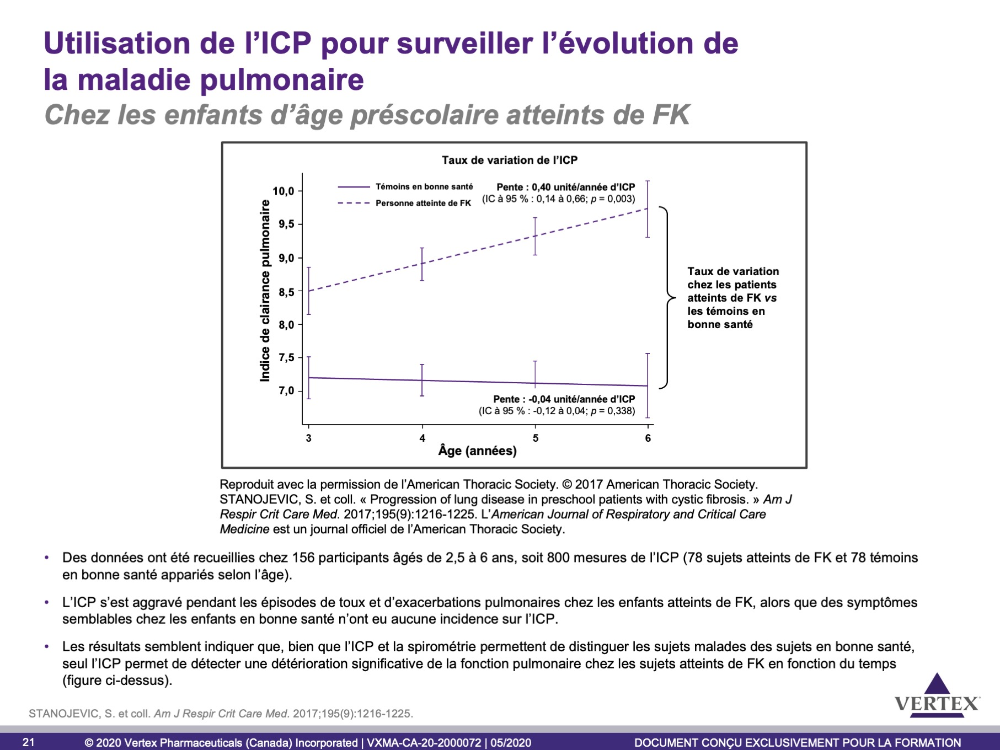 Utilisation de l’ICP pour surveiller l’évolution de
la maladie pulmonaire
Chez les enfants d’âge préscolaire atteints de FK
Taux de variation de l’ICP
Témoins en bonne santé
Personne atteinte de FK
Pente : 0,40 unité/année d’ICP
(IC à 95 % : 0,14 à 0,66; p = 0,003)
Indice de clairance pulmonaire
10,0
9,5
9,0
8,5
8,0
7,5
7,0
Taux de variation
chez les patients
atteints de FK vs
les témoins en
bonne santé
Pente : -0,04 unité/année d’ICP
(IC à 95 % : -0,12 à 0,04; p = 0,338)
3 4 5 6
Âge (années)
Reproduit avec la permission de l’American Thoracic Society. © 2017 American Thoracic Society.
STANOJEVIC, S. et coll. « Progression of lung disease in preschool patients with cystic fibrosis. » Am J
Respir Crit Care Med. 2017;195(9):1216-1225. L’American Journal of Respiratory and Critical Care
Medicine est un journal officiel de l’American Thoracic Society.
• Des données ont été recueillies chez 156 participants âgés de 2,5 à 6 ans, soit 800 mesures de l’ICP (78 sujets atteints de FK et 78 témoins
en bonne santé appariés selon l’âge).
• L’ICP s’est aggravé pendant les épisodes de toux et d’exacerbations pulmonaires chez les enfants atteints de FK, alors que des symptômes
semblables chez les enfants en bonne santé n’ont eu aucune incidence sur l’ICP.
• Les résultats semblent indiquer que, bien que l’ICP et la spirométrie permettent de distinguer les sujets malades des sujets en bonne santé,
seul l’ICP permet de détecter une détérioration significative de la fonction pulmonaire chez les sujets atteints de FK en fonction du temps
(figure ci-dessus).
VERTEX
STANOJEVIC, S. et coll. Am J Respir Crit Care Med. 2017;195(9):1216-1225.
21 © 2020 Vertex Pharmaceuticals (Canada) Incorporated | VXMA-CA-20-2000072 | 05/2020 DOCUMENT CONÇU EXCLUSIVEMENT POUR LA FORMATION